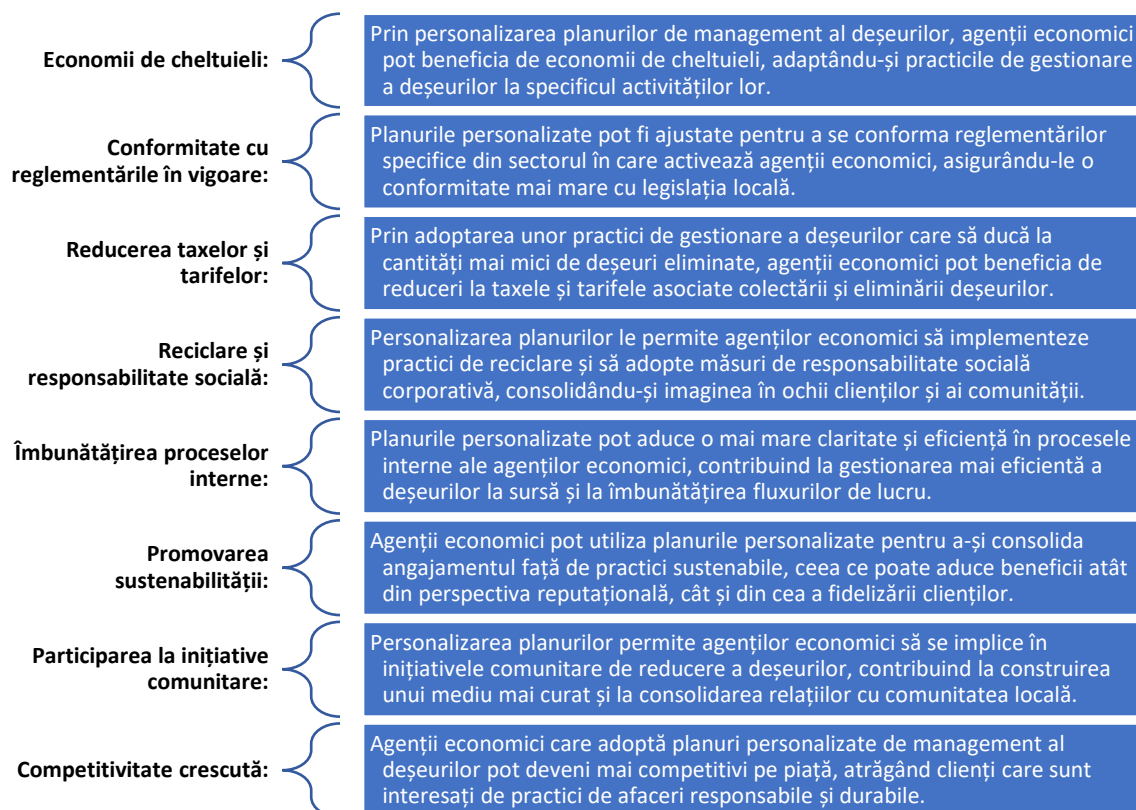 Economii de cheltuieli:
Prin personalizarea planurilor de management al deșeurilor, agenții economici
pot beneficia de economii de cheltuieli, adaptându-și practicile de gestionare
a deșeurilor la specificul activităților lor.
Conformitate cu
reglementările în vigoare:
Planurile personalizate pot fi ajustate pentru a se conforma reglementărilor
specifice din sectorul în care activează agenții economici, asigurându-le o
conformitate mai mare cu legislația locală.
Reducerea taxelor și
tarifelor:
Prin adoptarea unor practici de gestionare a deșeurilor care să ducă la
cantități mai mici de deșeuri eliminate, agenții economici pot beneficia de
reduceri la taxele și tarifele asociate colectării și eliminării deșeurilor.
Reciclare și
responsabilitate socială:
Personalizarea planurilor le permite agenților economici să implementeze
practici de reciclare și să adopte măsuri de responsabilitate socială
corporativă, consolidându-și imaginea în ochii clienților și ai comunității.
Îmbunătățirea proceselor
interne:
Planurile personalizate pot aduce o mai mare claritate și eficiență în procesele
interne ale agenților economici, contribuind la gestionarea mai eficientă a
deșeurilor la sursă și la îmbunătățirea fluxurilor de lucru.
Promovarea
sustenabilității:
Agenții economici pot utiliza planurile personalizate pentru a-și consolida
angajamentul față de practici sustenabile, ceea ce poate aduce beneficii atât
din perspectiva reputațională, cât și din cea a fidelizării clienților.
Participarea la inițiative
comunitare:
Personalizarea planurilor permite agenților economici să se implice în
inițiativele comunitare de reducere a deșeurilor, contribuind la construirea
unui mediu mai curat și la consolidarea relațiilor cu comunitatea locală.
Competitivitate crescută:
Agenții economici care adoptă planuri personalizate de management al
deșeurilor pot deveni mai competitivi pe piață, atrăgând clienți care sunt
interesați de practici de afaceri responsabile și durabile.